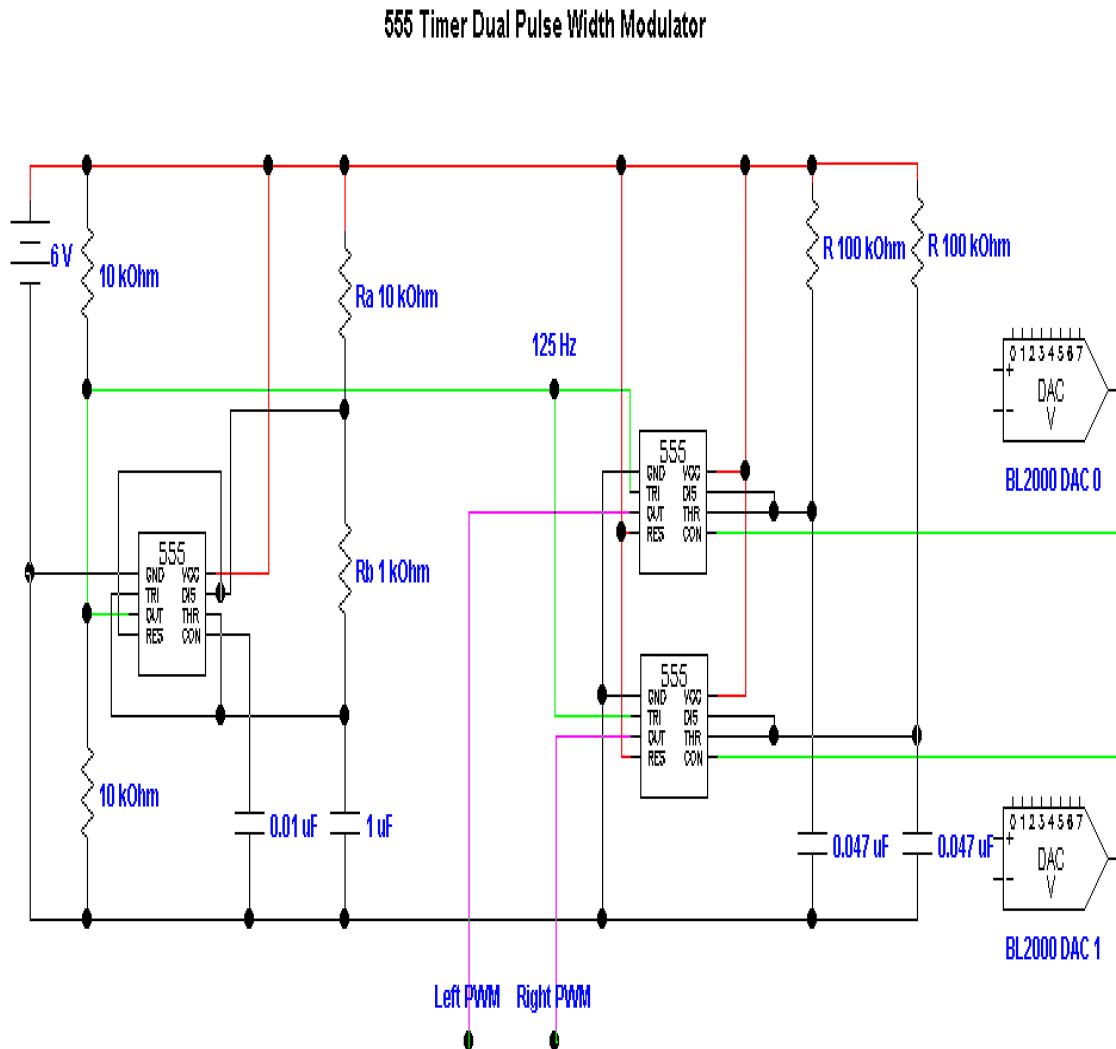 555 Timer Dual Pulse Width Modulator
6 V
10 kOhm
Ra 10 kOhm
R 100 kOhm
R 100 kOhm
125 Hz
0 1 2 3 4 5 6 7
+
DAC
V
BL2000 DAC 0
555
GND VCC
TRI DIS
OUT THR
RES CON
555
GND VCC
TRI DIS
OUT THR
RES CON
Rb 1 kOhm
555
GND VCC
TRI DIS
OUT THR
RES CON
10 kOhm
0.01 uF
1 uF
0.047 uF
0.047 uF
0 1 2 3 4 5 6 7
+
DAC
V
BL2000 DAC 1
Left PWM
Right PWM